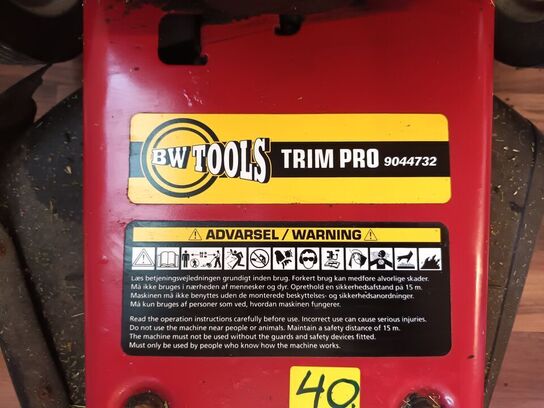 BW TOOLS TRIM PRO 9044732
ADVARSEL / WARNING
Læs betjeningsvejledningen grundigt inden brug. Forkert brug kan medføre alvorlige skader.
Må ikke bruges i nærheden af mennesker og dyr. Oprethold en sikkerhedsafstand på 15 m.
Maskinen må ikke benyttes uden de monterede beskyttelses- og sikkerhedsanordninger.
Må kun bruges af personer som ved, hvordan maskinen fungerer.
Read the operation instructions carefully before use. Incorrect use can cause serious injuries.
Do not use the machine near people or animals. Maintain a safety distance of 15 m.
The machine must not be used without the guards and safety devices fitted.
Must only be used by people who know how the machine works.
40,